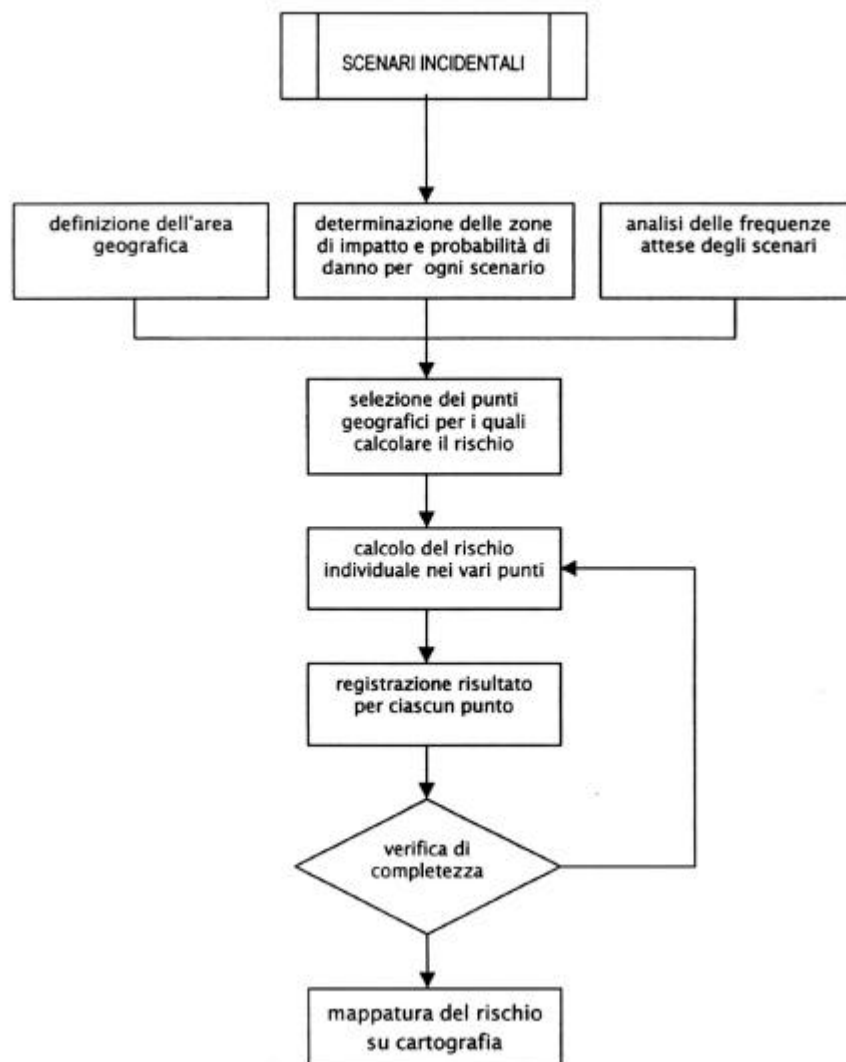 SCENARI INCIDENTALI
definizione dell'area
geografica
determinazione delle zone
di impatto e probabilità di
danno per ogni scenario
analisi delle frequenze
attese degli scenari
selezione dei punti
geografici per i quali
calcolare il rischio
calcolo del rischio
individuale nei vari punti
registrazione risultato
per ciascun punto
verifica di
completezza
mappatura del rischio
su cartografia